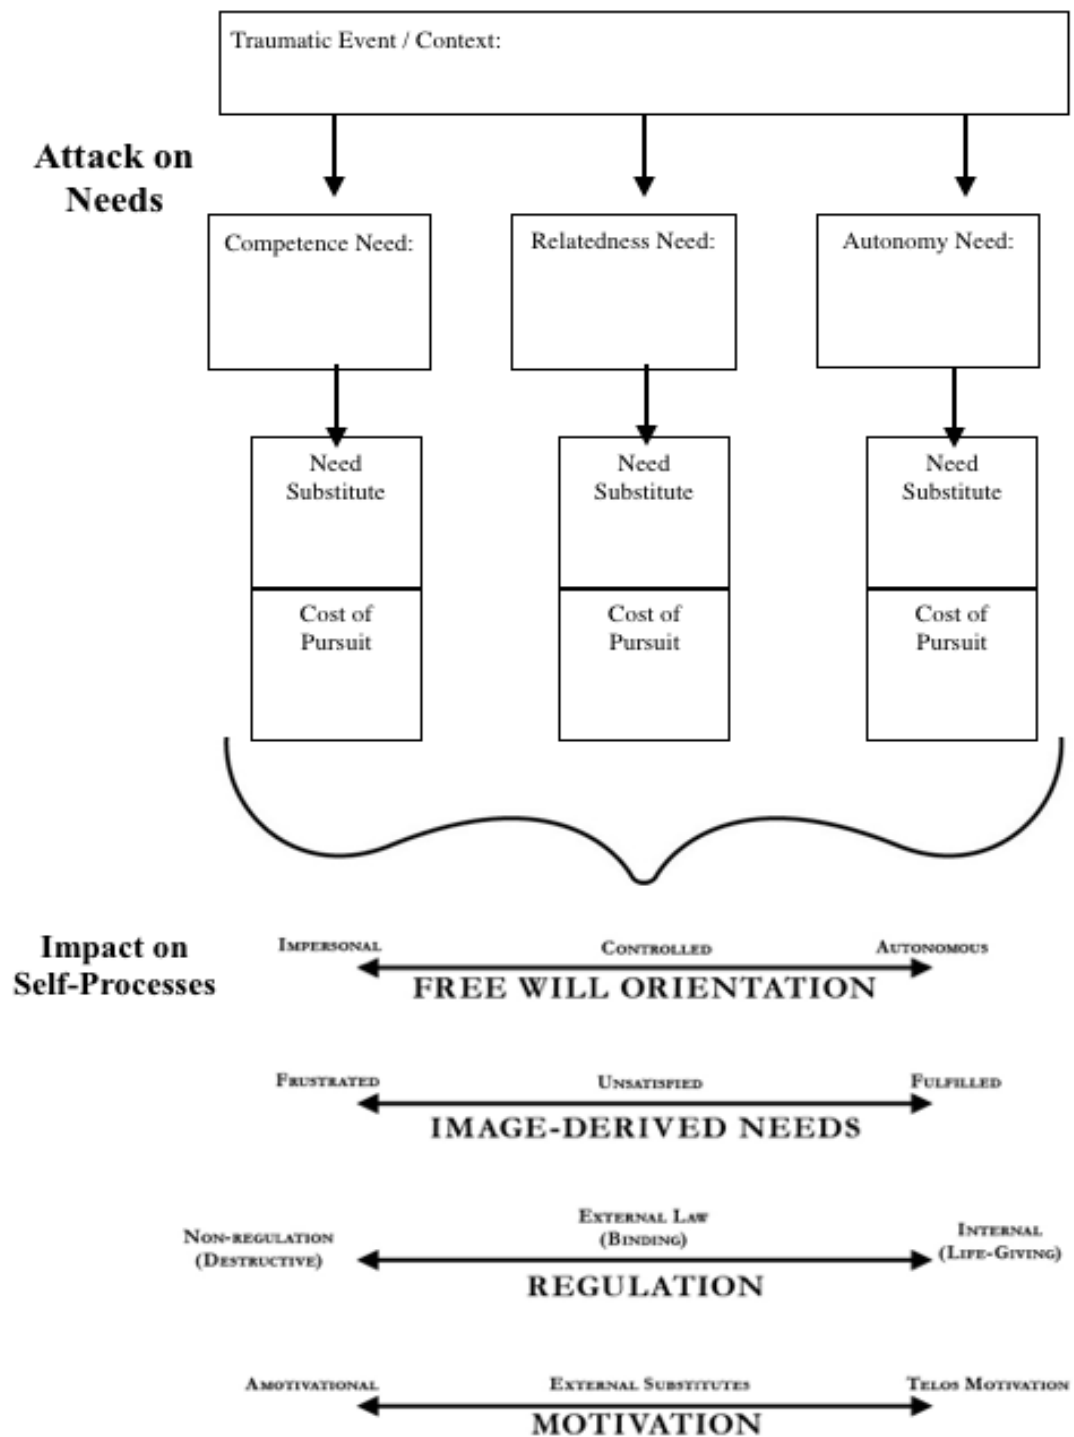 Traumatic Event / Context:
Attack on
Needs
Competence Need:
Relatedness Need:
Autonomy Need:
Need
Substitute
Need
Substitute
Need
Substitute
Cost of
Pursuit
Cost of
Pursuit
Cost of
Pursuit
Impact on
Self-Processes
Impersonal
Controlled
Autonomous
FREE WILL ORIENTATION
Frustrated
Unsatisfied
Fulfilled
IMAGE-DERIVED NEEDS
Non-regulation
(Destructive)
External Law
(Binding)
Internal
(Life-Giving)
REGULATION
Amotivational
External Substitutes
Telos Motivation
MOTIVATION